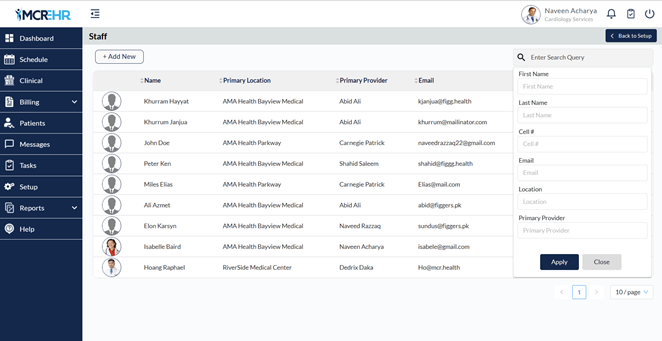 MCREHR
Naveen Acharya
Cardiology Services
Dashboard
Schedule
Clinical
Billing
Patients
Messages
Tasks
Setup
Reports
Help
Staff
Back to Setup
+ Add New
Enter Search Query
Name Primary Location Primary Provider Email
Khurram Hayyat AMA Health Bayview Medical Abid Ali kjanjua@figg.health
Khurum Janjua AMA Health Bayview Medical Abid Ali khurrum@mailinator.com
John Doe AMA Health Parkway Carnegie Patrick naveedrazzaq22@gmail.com
Peter Ken AMA Health Bayview Medical Shahid Saleem shahid@figgg.health
Miles Elias AMA Health Parkway Carnegie Patrick Elias@mail.com
Ali Azmet AMA Health Bayview Medical Abid Ali abid@figgers.pk
Elon Karsyn AMA Health Bayview Medical Naveed Razzaq sundus@figgers.pk
Isabelle Baird AMA Health Bayview Medical Naveen Acharya isabele@gmail.com
Hoang Raphael RiverSide Medical Center Dedrix Daka Ho@mcr.health
First Name
First Name
Last Name
Last Name
Cell #
Cell #
Email
Email
Location
Location
Primary Provider
Primary Provider
Apply Close
< 1 > 10 / page